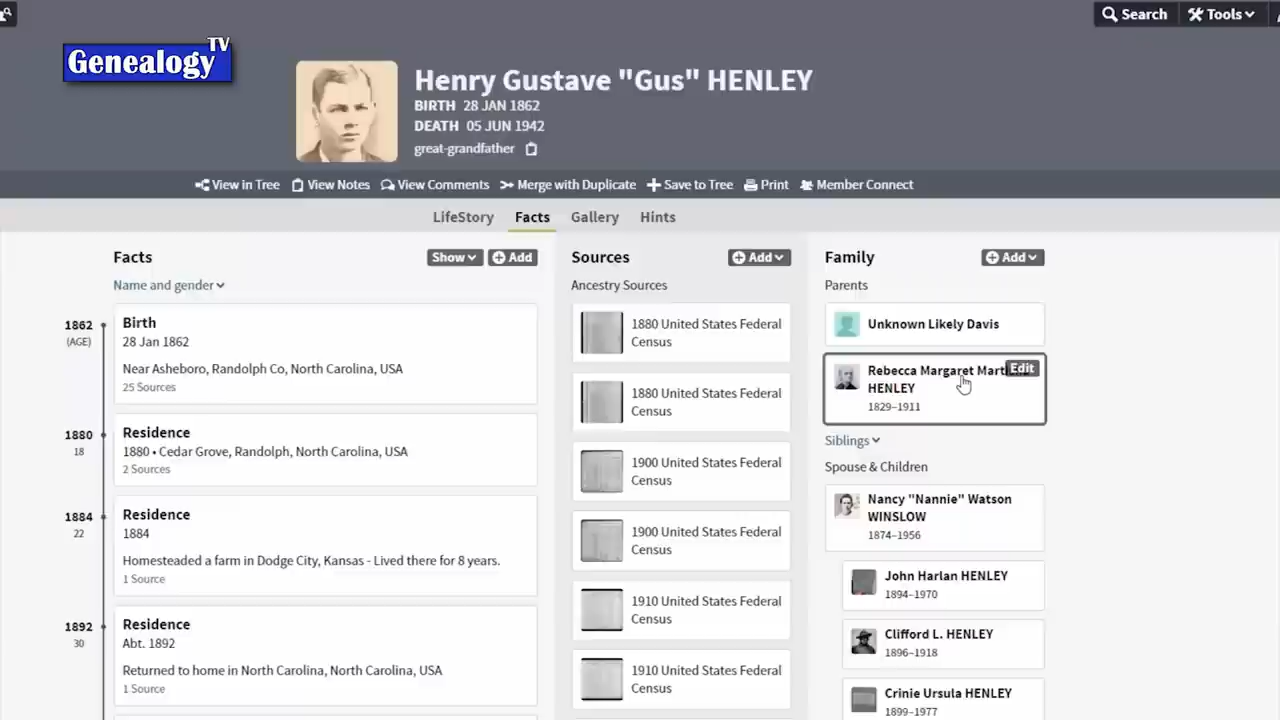 Search
Tools
Genealogy TV
Henry Gustave "Gus" HENLEY
BIRTH 28 JAN 1862
DEATH 05 JUN 1942
great-grandfather
View in Tree View Notes View Comments Merge with Duplicate Save to Tree Print Member Connect
LifeStory Facts Gallery Hints
Facts
Show
Add
Name and gender
1862
(AGE)
Birth
28 Jan 1862
Near Asheboro, Randolph Co, North Carolina, USA
25 Sources
1880
18
Residence
1880 • Cedar Grove, Randolph, North Carolina, USA
2 Sources
1884
22
Residence
1884
Homesteaded a farm in Dodge City, Kansas - Lived there for 8 years.
1 Source
1892
30
Residence
Abt. 1892
Returned to home in North Carolina, North Carolina, USA
1 Source
Sources
Add
Ancestry Sources
1880 United States Federal
Census
1880 United States Federal
Census
1900 United States Federal
Census
1900 United States Federal
Census
1910 United States Federal
Census
1910 United States Federal
Census
Family
Add
Parents
Unknown Likely Davis
Rebecca Margaret Mart
Edit
HENLEY
1829–1911
Siblings
Spouse & Children
Nancy "Nannie" Watson
WINSLOW
1874–1956
John Harlan HENLEY
1894–1970
Clifford L. HENLEY
1896–1918
Crinie Ursula HENLEY
1899–1977